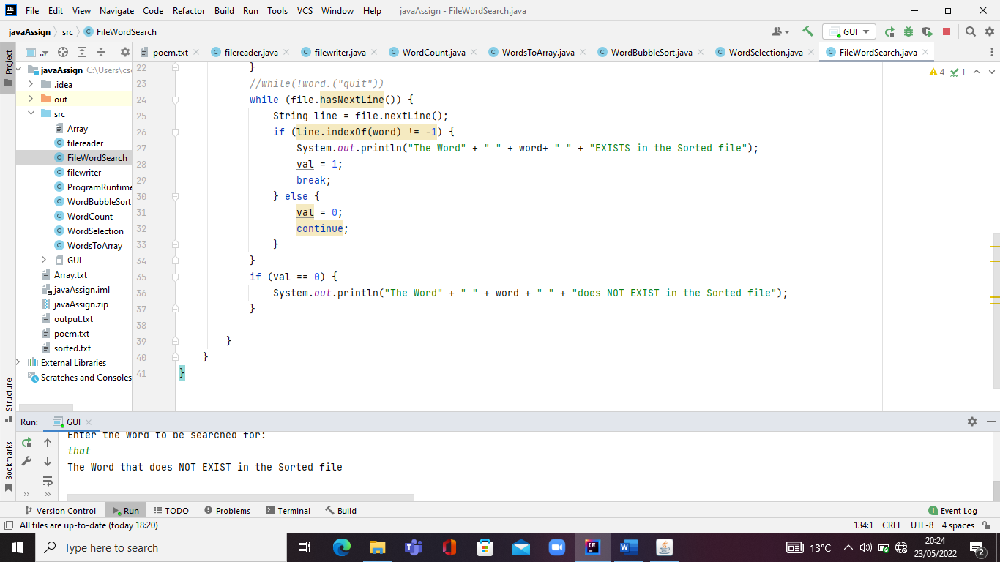 File Edit View Navigate Code Refactor Build Run Tools VCS Window Help javaAssign - FileWordSearch.java
javaAssign src FileWordSearch GUI
Project
poem.txt filereader.java filewriter.java WordCount.java WordsToArray.java WordBubbleSort.java WordSelection.java FileWordSearch.java
javaAssign C:\Users\cs
.idea
out
src
Array
filereader
FileWordSearch
filewriter
ProgramRuntime
WordBubbleSort
WordCount
WordSelection
WordsToArray
GUI
Array.txt
javaAssign.iml
javaAssign.zip
output.txt
poem.txt
sorted.txt
External Libraries
Scratches and Consoles
4 1
22 }
23 //while(!word.("quit"))
24 while (file.hasNextLine()) {
25 String line = file.nextLine();
26 if (line.indexOf(word) != -1) {
27 System.out.println("The Word" + " " + word+ " " + "EXISTS in the Sorted file");
28 val = 1;
29 break;
30 } else {
31 val = 0;
32 continue;
33 }
34 }
35 if (val == 0) {
36 System.out.println("The Word" + " " + word + " " + "does NOT EXIST in the Sorted file");
37 }
38
39 }
40 }
41 }
Structure
Bookmarks
Run: GUI
Enter the word to be searched for:
that
The Word that does NOT EXIST in the Sorted file
Version Control Run TODO Problems Terminal Build 1 Event Log
All files are up-to-date (today 18:20) 134:1 CRLF UTF-8 4 spaces
Type here to search 13°C 20:24
23/05/2022 2